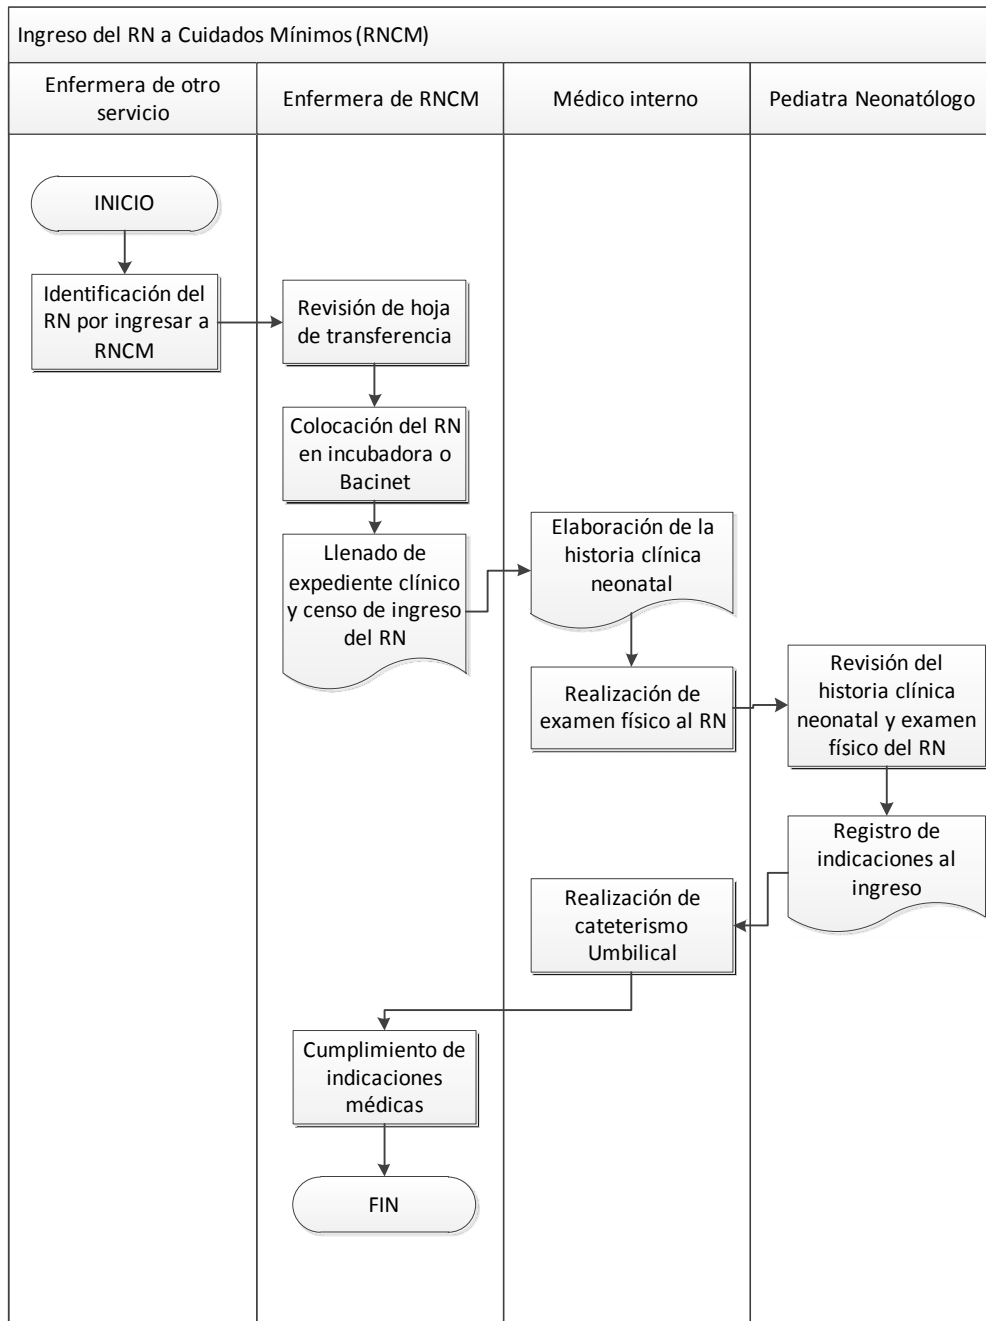 Ingreso del RN a Cuidados Mínimos (RNCM)
Enfermera de otro
servicio
Enfermera de RNCM
Médico interno
Pediatra Neonatólogo
INICIO
Identificación del
RN por ingresar a
RNCM
Revisión de hoja
de transferencia
Colocación del RN
en incubadora o
Bacinet
Llenado de
expediente clínico
y censo de ingreso
del RN
Elaboración de la
historia clínica
neonatal
Realización de
examen físico al RN
Revisión del
historia clínica
neonatal y examen
físico del RN
Registro de
indicaciones al
ingreso
Realización de
cateterismo
Umbilical
Cumplimiento de
indicaciones
médicas
FIN